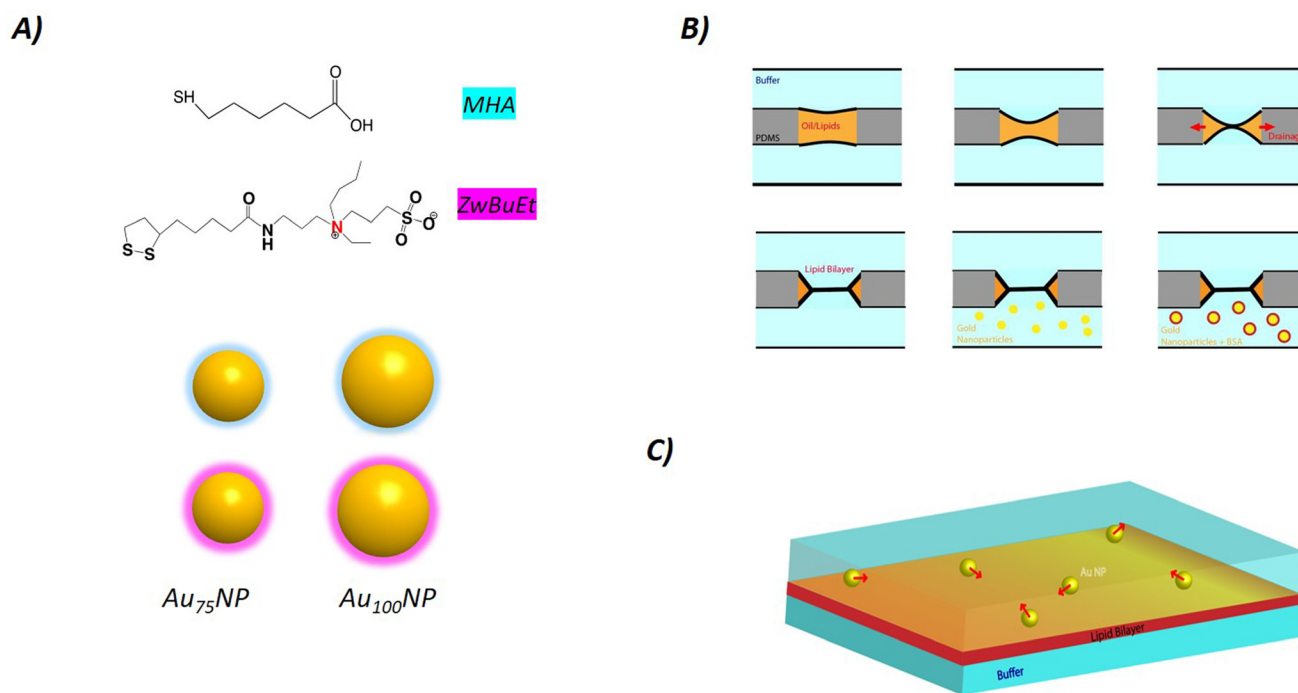 A)
SH
O
OH
MHA
O
N
H
N
⊕
S
O
O
O
⊖
S
S
ZwBuEt
Au75NP
Au100NP
B)
Buffer
Oil/Lipids
PDMS
Lipid Bilayer
Gold
Nanoparticles
Gold
Nanoparticles + BSA
C)
Au NP
Lipid Bilayer
Buffer